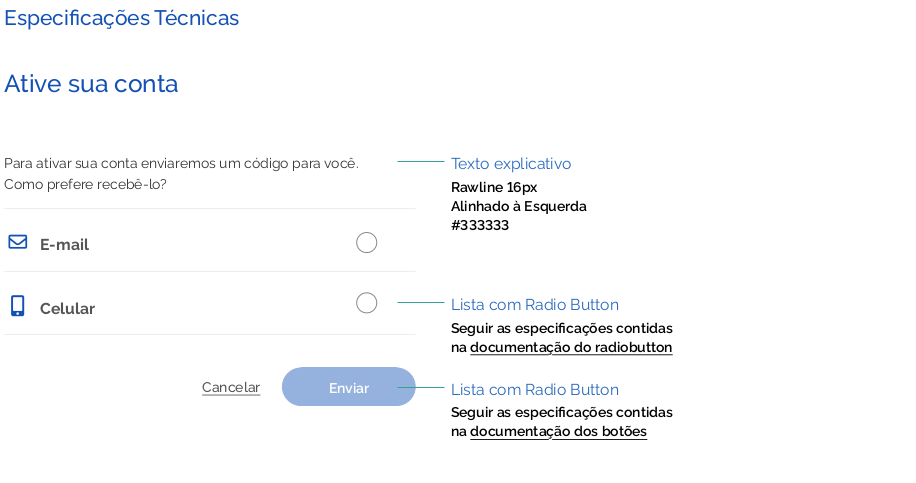 Especificações Técnicas
Ative sua conta
Para ativar sua conta enviaremos um código para você.
Como prefere recebê-lo?
E-mail
Celular
Cancelar
Enviar
Texto explicativo
Rawline 16px
Alinhado à Esquerda
#333333
Lista com Radio Button
Seguir as especificações contidas
na documentação do radiobutton
Lista com Radio Button
Seguir as especificações contidas
na documentação dos botões